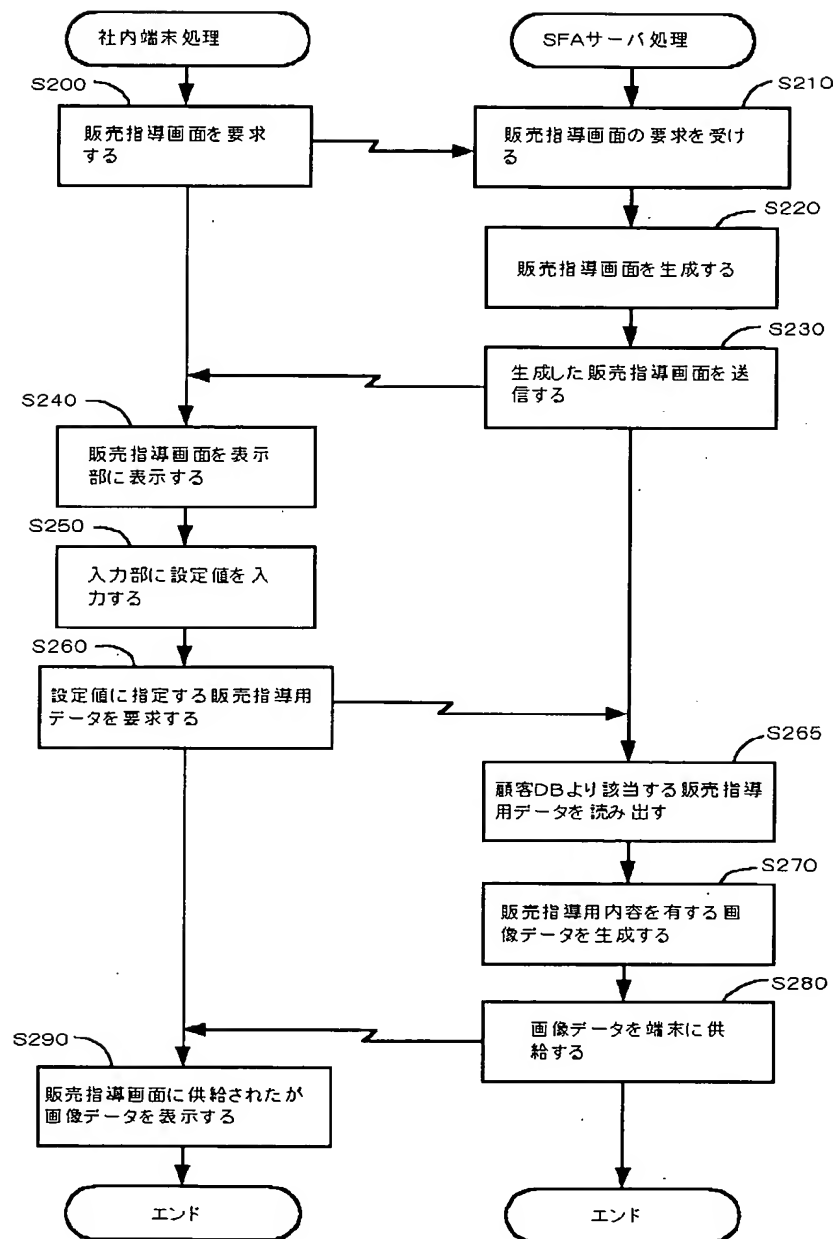 社内端末処理
SFAサーバ処理
S200
販売指導画面を要求
する
S210
販売指導画面の要求を受け
る
S220
販売指導画面を生成する
S230
生成した販売指導画面を送
信する
S240
販売指導画面を表示
部に表示する
S250
入力部に設定値を入
力する
S260
設定値に指定する販売指導用
データを要求する
S265
顧客DBより該当する販売指導
用データを読み出す
S270
販売指導用内容を有する画
像データを生成する
S280
画像データを端末に供
給する
S290
販売指導画面に供給されたが
画像データを表示する
エンド
エンド